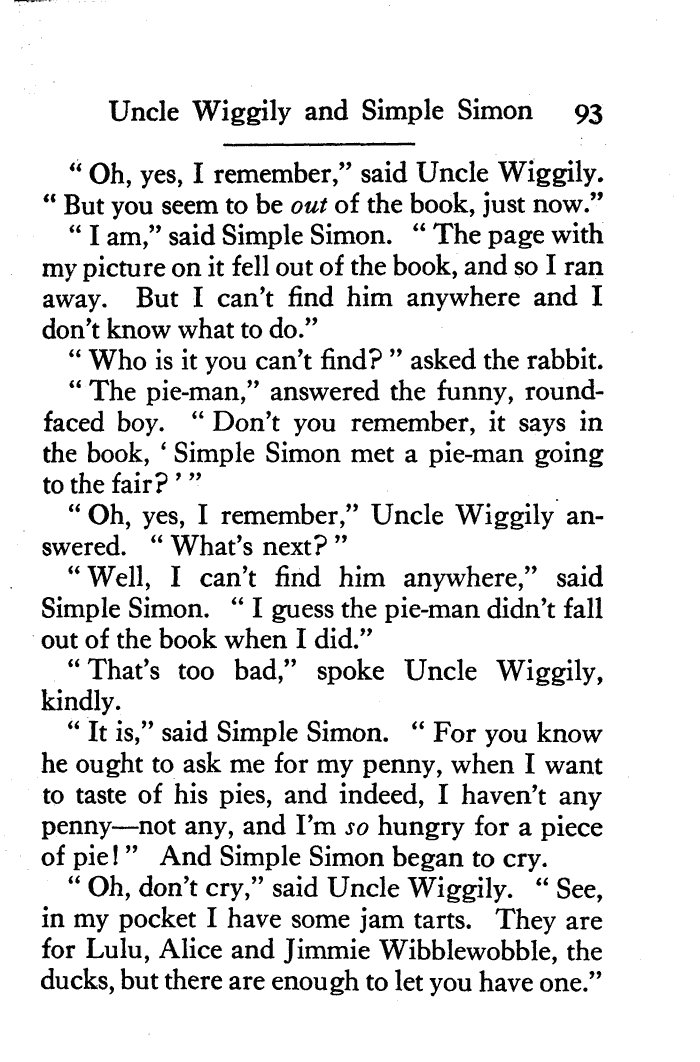 Uncle Wiggily and Simple Simon 93
“ Oh, yes, I remember,” said Uncle Wiggily.
“ But you seem to be out of the book, just now.”
“ I am,” said Simple Simon. “ The page with
my picture on it fell out of the book, and so I ran
away. But I can’t find him anywhere and I
don’t know what to do.”
“ Who is it you can’t find? ” asked the rabbit.
“ The pie-man,” answered the funny, round-
faced boy. “ Don’t you remember, it says in
the book, ‘ Simple Simon met a pie-man going
to the fair? ’ ”
“ Oh, yes, I remember,” Uncle Wiggily an-
swered. “ What’s next? ”
“ Well, I can’t find him anywhere,” said
Simple Simon. “ I guess the pie-man didn’t fall
out of the book when I did.”
“ That’s too bad,” spoke Uncle Wiggily,
kindly.
“ It is,” said Simple Simon. “ For you know
he ought to ask me for my penny, when I want
to taste of his pies, and indeed, I haven’t any
penny—not any, and I’m so hungry for a piece
of pie! ” And Simple Simon began to cry.
“ Oh, don’t cry,” said Uncle Wiggily. “ See,
in my pocket I have some jam tarts. They are
for Lulu, Alice and Jimmie Wibblewobble, the
ducks, but there are enough to let you have one.”